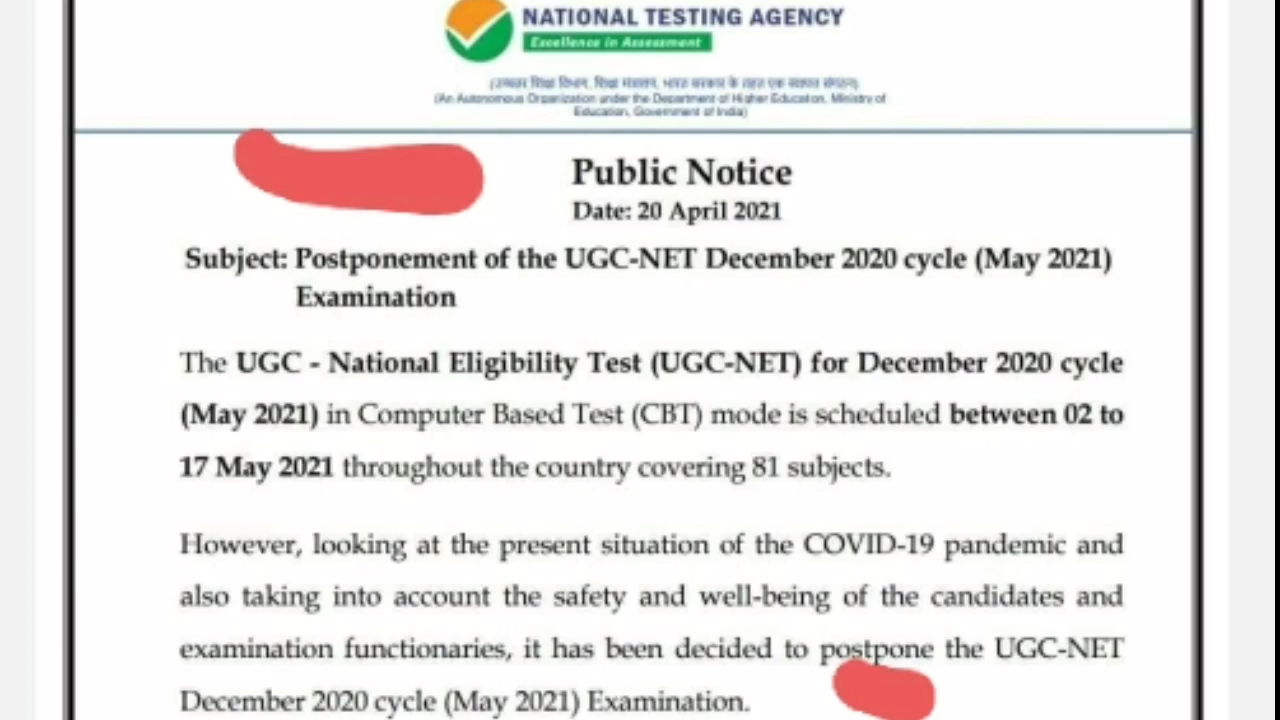 NATIONAL TESTING AGENCY
Excellence in Assessment
(An Autonomous Organization under the Department of Higher Education, Ministry of
Education, Government of India)
Public Notice
Date: 20 April 2021
Subject: Postponement of the UGC-NET December 2020 cycle (May 2021)
Examination
The UGC - National Eligibility Test (UGC-NET) for December 2020 cycle
(May 2021) in Computer Based Test (CBT) mode is scheduled between 02 to
17 May 2021 throughout the country covering 81 subjects.
However, looking at the present situation of the COVID-19 pandemic and
also taking into account the safety and well-being of the candidates and
examination functionaries, it has been decided to postpone the UGC-NET
December 2020 cycle (May 2021) Examination.